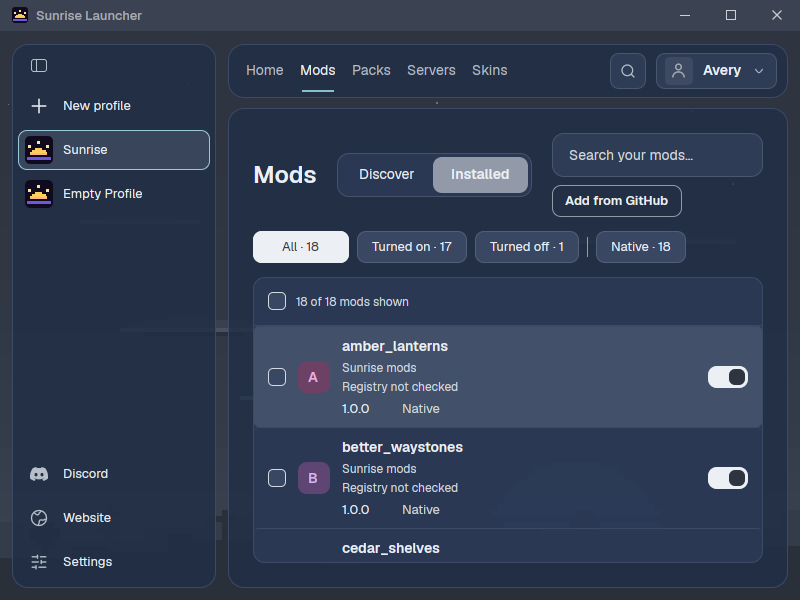 Sunrise Launcher
New profile
Sunrise
Empty Profile
Discord
Website
Settings
Home Mods Packs Servers Skins
Avery
Mods
Discover Installed
Search your mods...
Add from GitHub
All · 18 Turned on · 17 Turned off · 1 Native · 18
18 of 18 mods shown
A
amber_lanterns
Sunrise mods
Registry not checked
1.0.0 Native
B
better_waystones
Sunrise mods
Registry not checked
1.0.0 Native
cedar_shelves